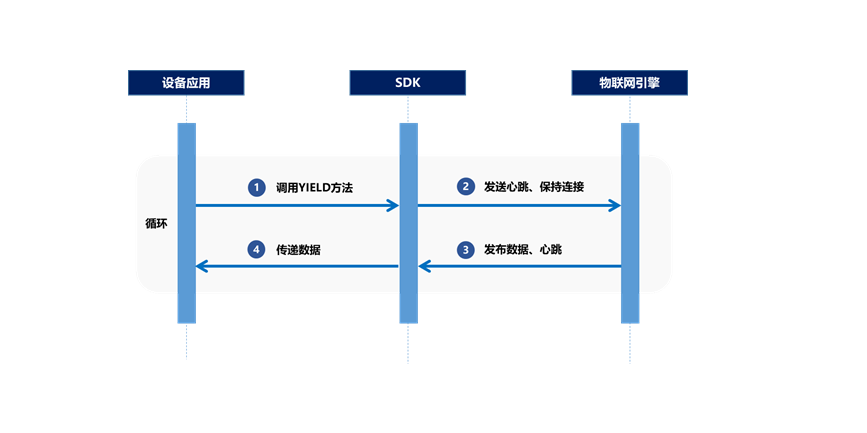 设备应用
SDK
物联网引擎
1 调用YIELD方法
2 发送心跳、保持连接
循环
4 传递数据
3 发布数据、心跳